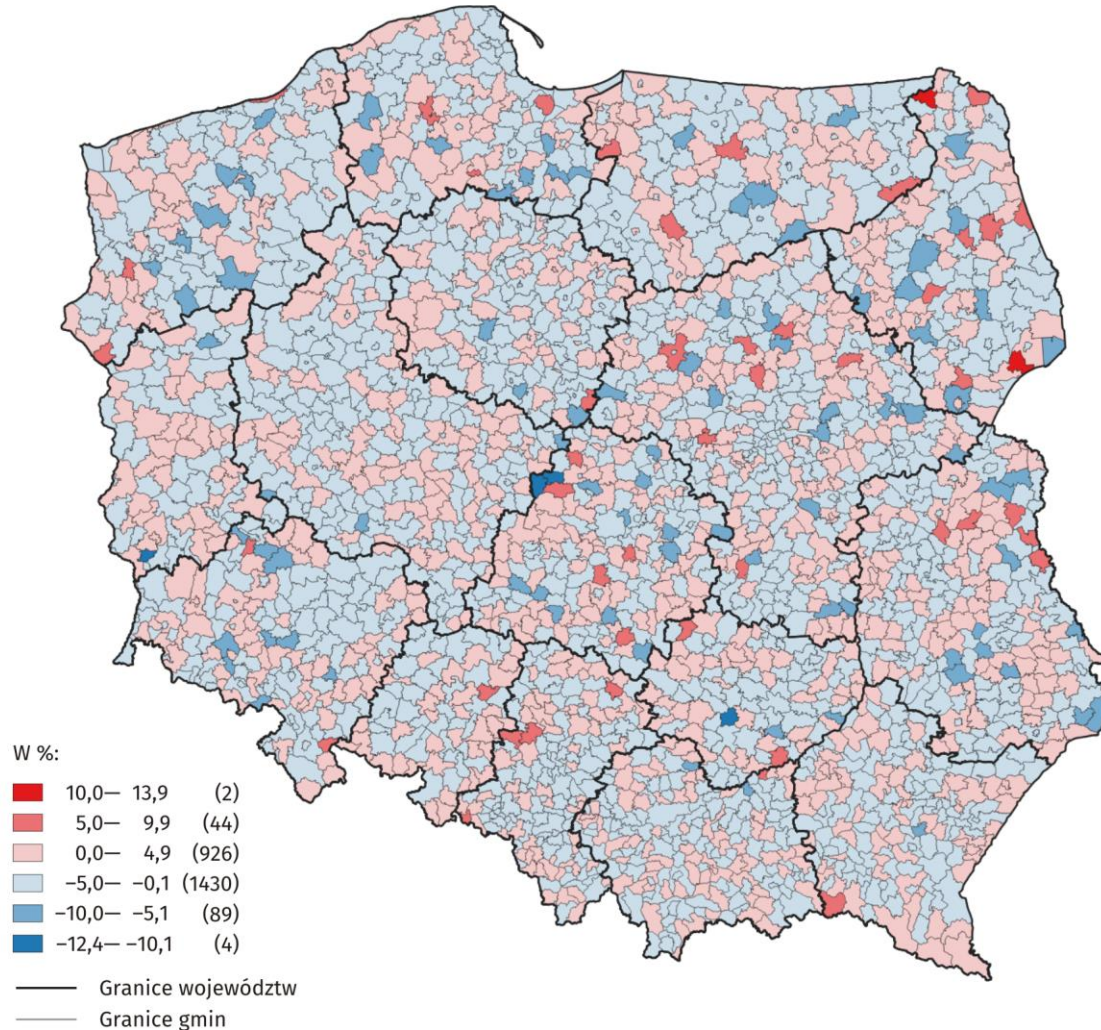 W %:
10,0— 13,9 (2)
5,0— 9,9 (44)
0,0— 4,9 (926)
−5,0— −0,1 (1430)
−10,0— −5,1 (89)
−12,4— −10,1 (4)
Granice województw
Granice gmin